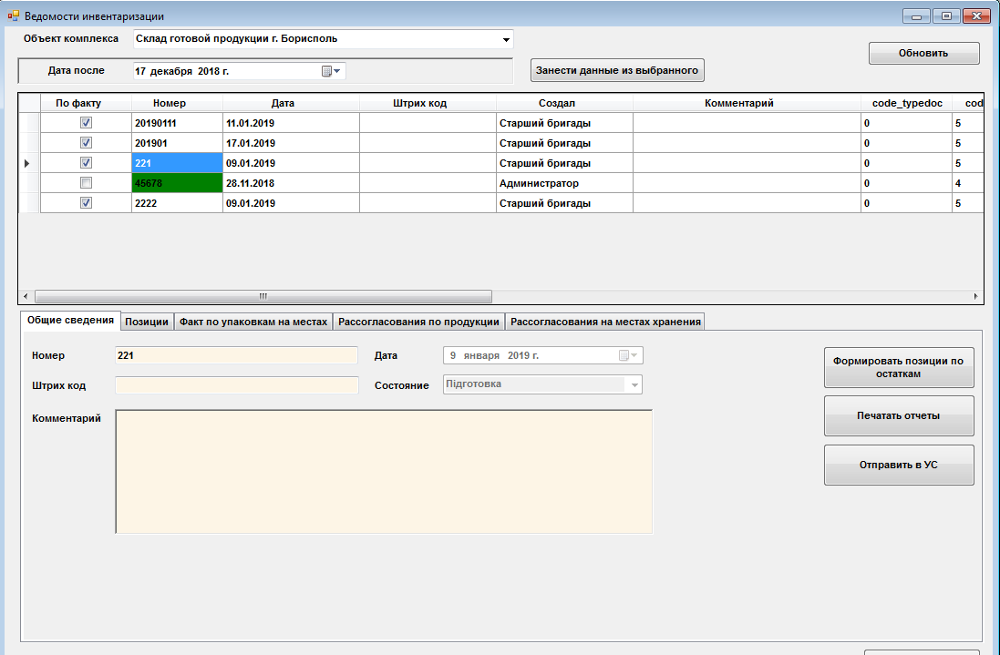 Ведомости инвентаризации
Объект комплекса Склад готовой продукции г. Борисполь
Обновить
Дата после 17 декабря 2018 г. Занести данные из выбранного
По факту Номер Дата Штрих код Создал Комментарий code_typedoc cod
20190111 11.01.2019 Старший бригады 0 5
201901 17.01.2019 Старший бригады 0 5
221 09.01.2019 Старший бригады 0 5
45678 28.11.2018 Администратор 0 4
2222 09.01.2019 Старший бригады 0 5
Общие сведения Позиции Факт по упаковкам на местах Рассогласования по продукции Рассогласования на местах хранения
Номер 221 Дата 9 января 2019 г.
Штрих код Состояние Підготовка
Комментарий
Формировать позиции по
остаткам
Печатать отчеты
Отправить в УС